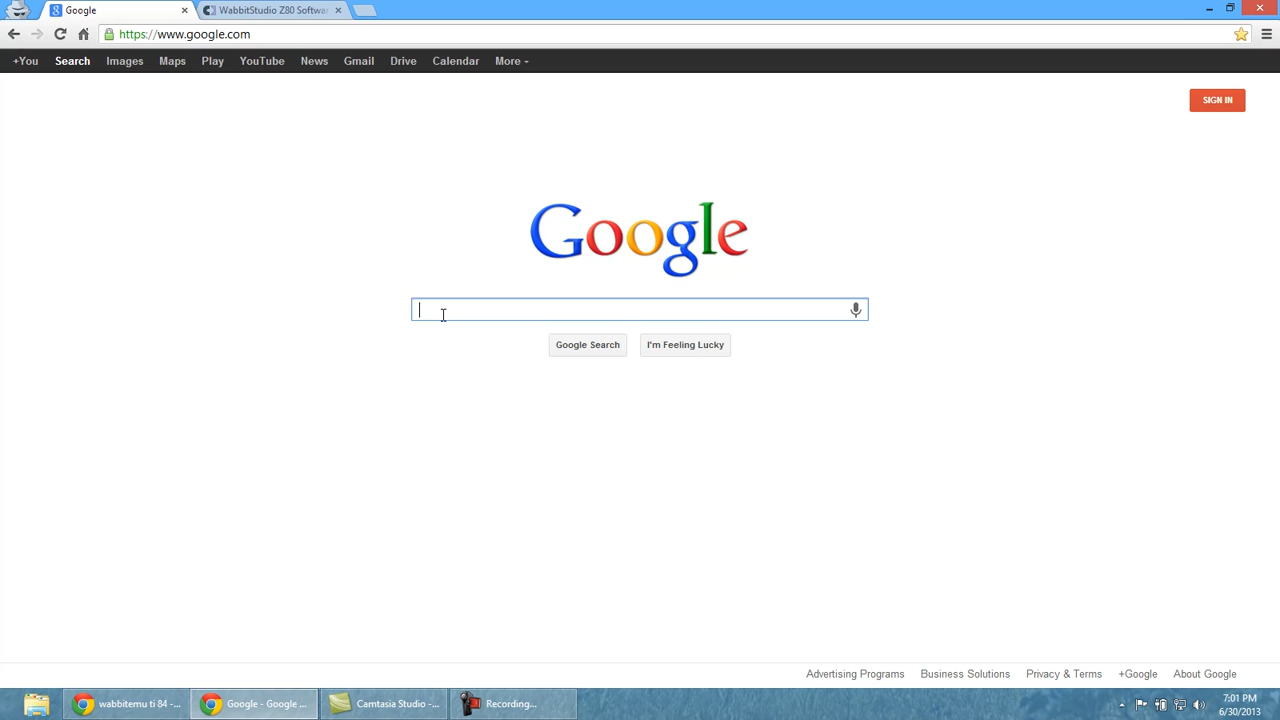 Google
WabbitStudio Z80 Softwar
https://www.google.com
+You Search Images Maps Play YouTube News Gmail Drive Calendar More
SIGN IN
Google
Google Search I'm Feeling Lucky
Advertising Programs Business Solutions Privacy & Terms +Google About Google
wabbitemu ti 84 -... Google - Google ... Camtasia Studio -... Recording...
7:01 PM
6/30/2013